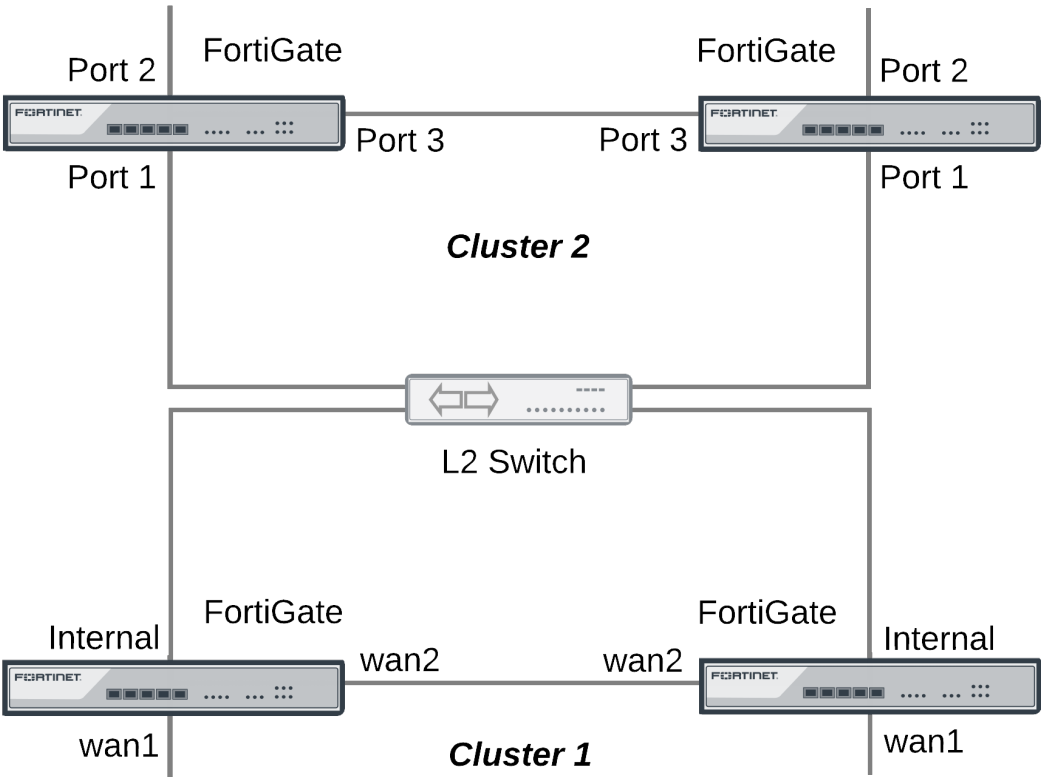 FortiGate
FortiGate
Port 2
Port 2
FORTINET
FORTINET
Port 3
Port 3
Port 1
Port 1
Cluster 2
L2 Switch
FortiGate
FortiGate
Internal
Internal
wan2
wan2
FORTINET
FORTINET
wan1
wan1
Cluster 1